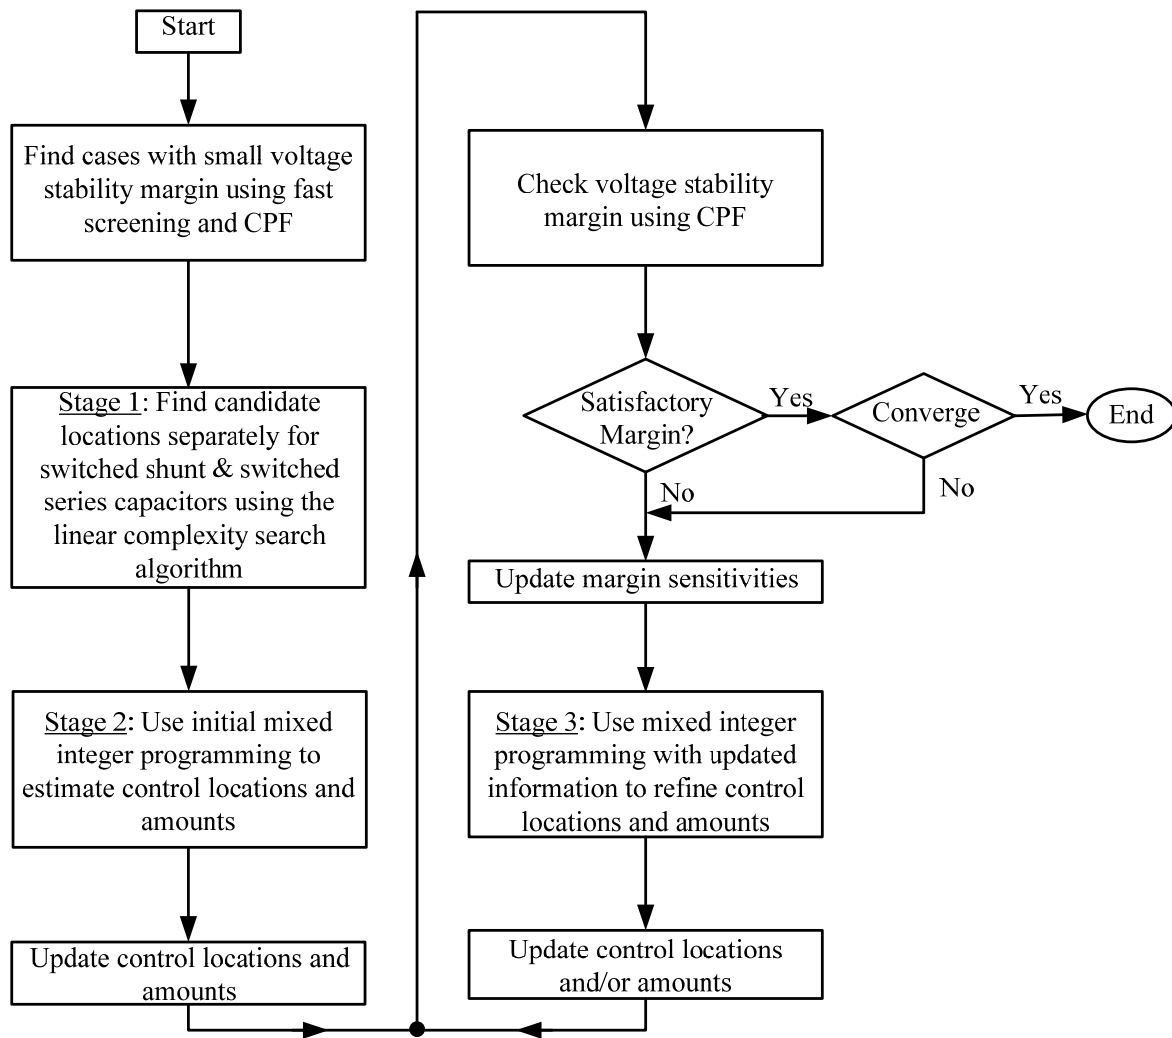 Start
Find cases with small voltage
stability margin using fast
screening and CPF
Stage 1: Find candidate
locations separately for
switched shunt & switched
series capacitors using the
linear complexity search
algorithm
Stage 2: Use initial mixed
integer programming to
estimate control locations and
amounts
Update control locations and
amounts
Check voltage stability
margin using CPF
Satisfactory
Margin?
Yes
Converge
Yes
End
No
No
Update margin sensitivities
Stage 3: Use mixed integer
programming with updated
information to refine control
locations and amounts
Update control locations
and/or amounts